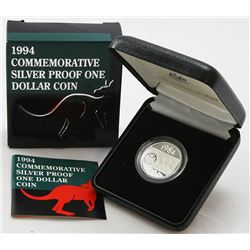 1994
COMMEMORATIVE
SILVER PROOF ONE
DOLLAR COIN
1994
COMMEMORATIVE
SILVER PROOF
ONE DOLLAR
COIN